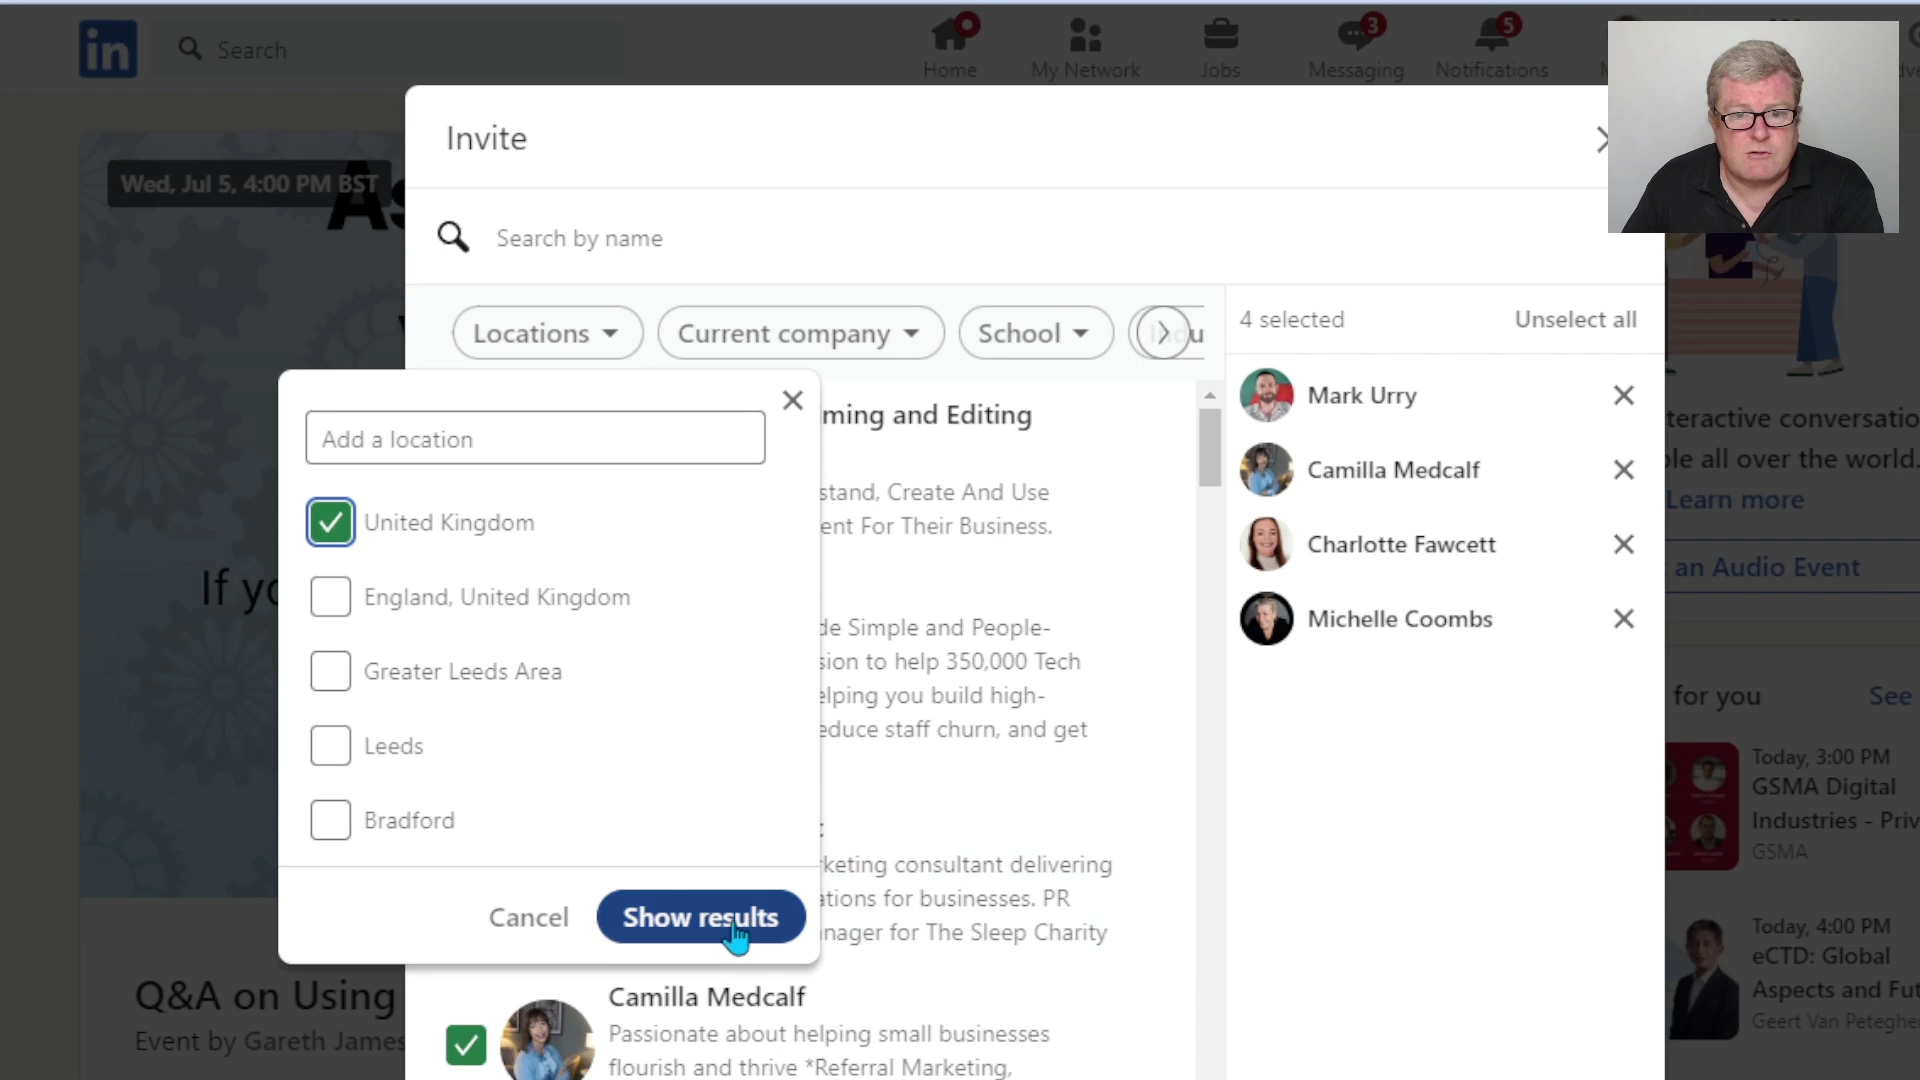 in
Search
Home
My Network
Jobs
3
Messaging
5
Notifications
Invite
Wed, Jul 5, 4:00 PM BST
Search by name
Locations
Current company
School
4 selected
Unselect all
Add a location
United Kingdom
England, United Kingdom
Greater Leeds Area
Leeds
Bradford
Cancel
Show results
ming and Editing
stand, Create And Use
ent For Their Business.
de Simple and People-
sion to help 350,000 Tech
elping you build high-
educe staff churn, and get
keting consultant delivering
ations for businesses. PR
nager for The Sleep Charity
Camilla Medcalf
Passionate about helping small businesses
flourish and thrive *Referral Marketing,
Mark Urry
Camilla Medcalf
Charlotte Fawcett
Michelle Coombs
If yo
Q&A on Using
Event by Gareth James
teractive conversatio
ple all over the world.
Learn more
an Audio Event
for you
See
Today, 3:00 PM
GSMA Digital
Industries - Priv
GSMA
Today, 4:00 PM
eCTD: Global
Aspects and Fut
Geert Van Peteghe